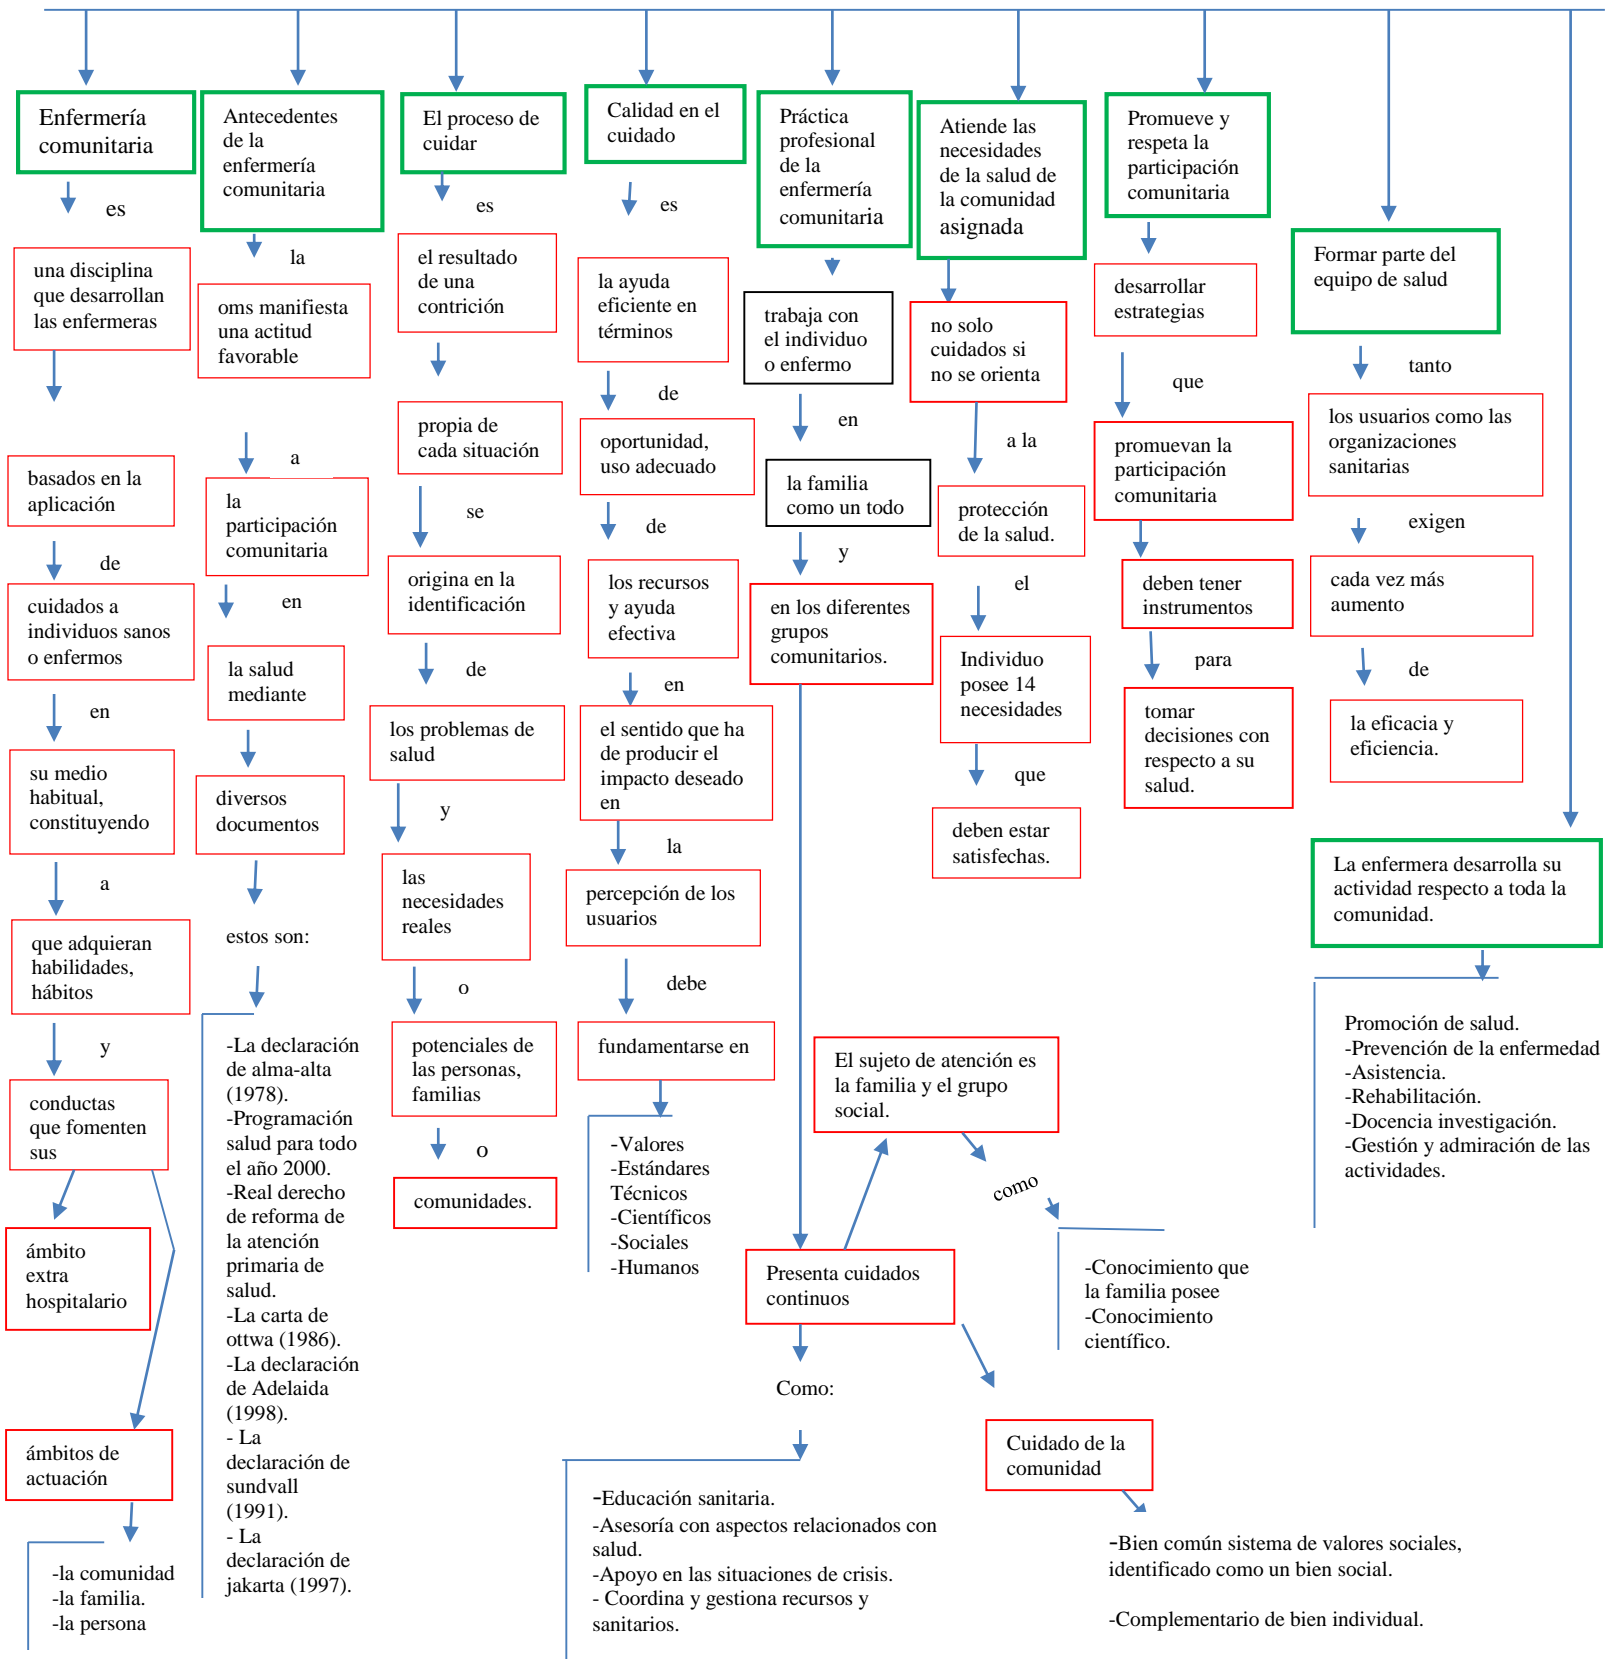 Enfermería
comunitaria
es
una disciplina
que desarrollan
las enfermeras
basados en la
aplicación
de
cuidados a
individuos sanos
o enfermos
en
su medio
habitual,
constituyendo
a
que adquieran
habilidades,
hábitos
y
conductas
que fomenten
sus
ámbito
extra
hospitalario
ámbitos de
actuación
-la comunidad
-la familia.
-la persona
Antecedentes
de la
enfermería
comunitaria
la
oms manifiesta
una actitud
favorable
a
la
participación
comunitaria
en
la salud
mediante
diversos
documentos
estos son:
-La declaración
de alma-alta
(1978).
-Programación
salud para todo
el año 2000.
-Real derecho
de reforma de
la atención
primaria de
salud.
-La carta de
ottwa (1986).
-La declaración
de Adelaida
(1998).
- La
declaración de
sundvall
(1991).
- La
declaración de
jakarta (1997).
El proceso de
cuidar
es
el resultado
de una
contrición
propia de
cada situación
se
origina en la
identificación
de
los problemas de
salud
y
las
necesidades
reales
o
potenciales de
las personas,
familias
o
comunidades.
Calidad en el
cuidado
es
la ayuda
eficiente en
términos
de
oportunidad,
uso adecuado
de
los recursos
y ayuda
efectiva
en
el sentido que ha
de producir el
impacto deseado
en
la
percepción de los
usuarios
debe
fundamentarse en
-Valores
-Estándares
Técnicos
-Científicos
-Sociales
-Humanos
Práctica
profesional
de la
enfermería
comunitaria
trabaja con
el individuo
o enfermo
en
la familia
como un todo
y
en los diferentes
grupos
comunitarios.
Presenta cuidados
continuos
Como:
-Educación sanitaria.
-Asesoría con aspectos relacionados con
salud.
-Apoyo en las situaciones de crisis.
- Coordina y gestiona recursos y
sanitarios.
El sujeto de atención es
la familia y el grupo
social.
como
-Conocimiento que
la familia posee
-Conocimiento
científico.
Cuidado de la
comunidad
-Bien común sistema de valores sociales,
identificado como un bien social.
-Complementario de bien individual.
Atiende las
necesidades
de la salud de
la comunidad
asignada
no solo
cuidados si
no se orienta
a la
protección
de la salud.
el
Individuo
posee 14
necesidades
que
deben estar
satisfechas.
Promueve y
respeta la
participación
comunitaria
desarrollar
estrategias
que
promuevan la
participación
comunitaria
deben tener
instrumentos
para
tomar
decisiones con
respecto a su
salud.
Formar parte del
equipo de salud
tanto
los usuarios como las
organizaciones
sanitarias
exigen
cada vez más
aumento
de
la eficacia y
eficiencia.
La enfermera desarrolla su
actividad respecto a toda la
comunidad.
Promoción de salud.
-Prevención de la enfermedad
-Asistencia.
-Rehabilitación.
-Docencia investigación.
-Gestión y admiración de las
actividades.